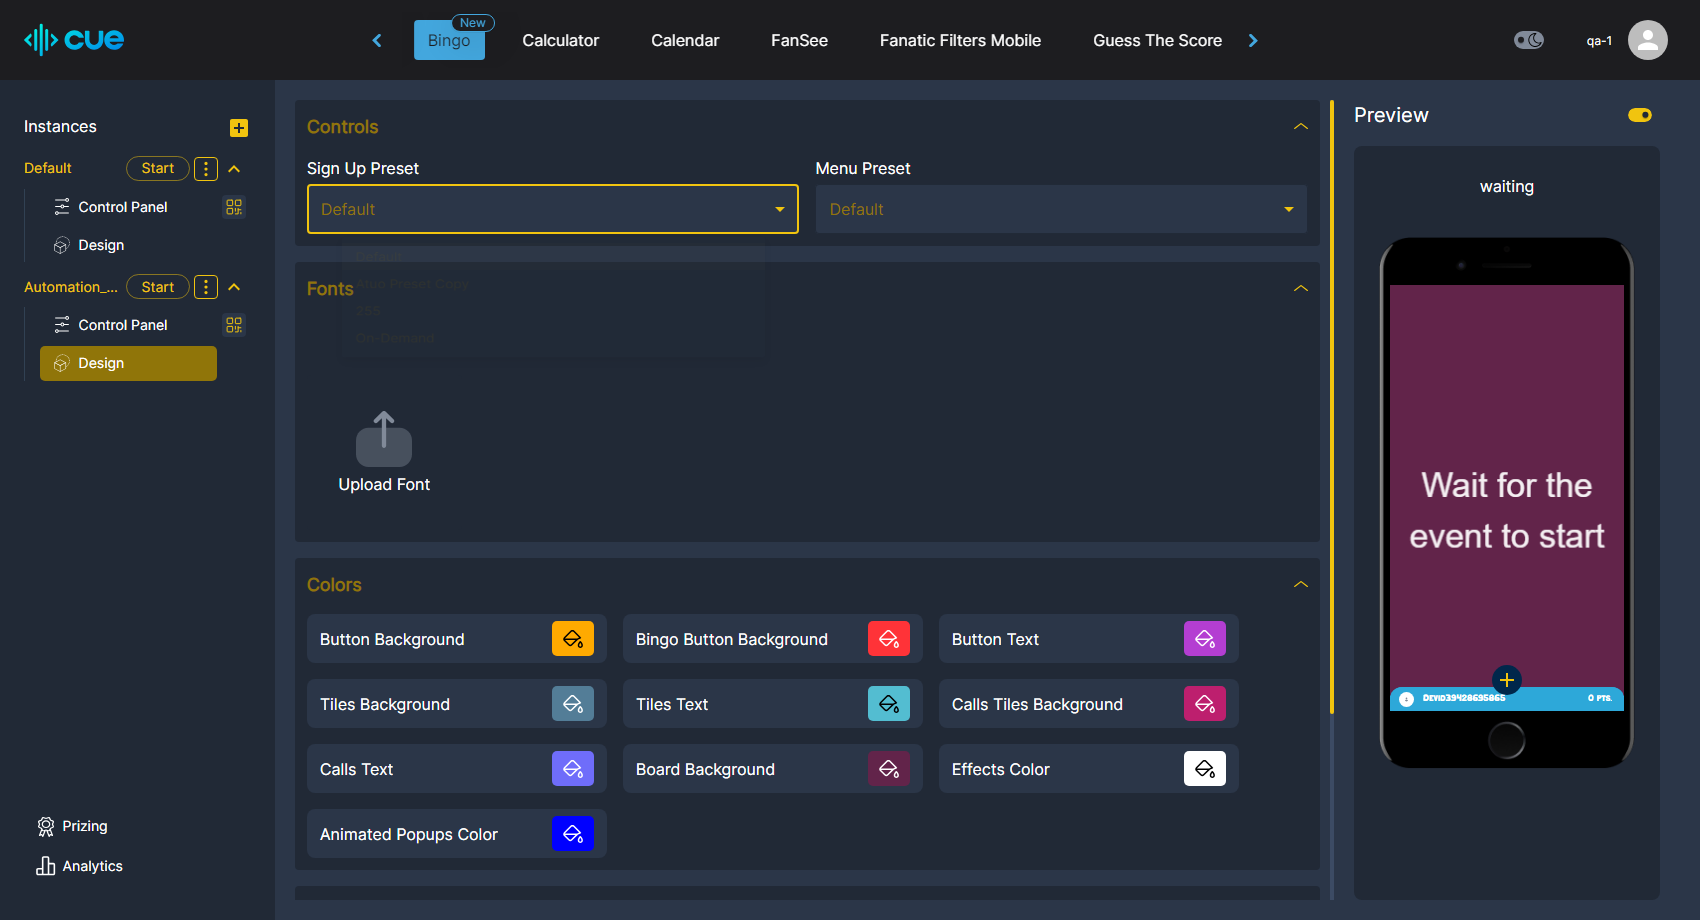 cue
Bingo
New
Calculator
Calendar
FanSee
Fanatic Filters Mobile
Guess The Score
qa-1
Instances
Default
Start
Control Panel
Design
Automation_...
Start
Control Panel
Design
Prizing
Analytics
Controls
Sign Up Preset
Default
Menu Preset
Default
Default
Preset Copy
On-Demand
Fonts
Upload Font
Colors
Button Background
Bingo Button Background
Button Text
Tiles Background
Tiles Text
Calls Tiles Background
Calls Text
Board Background
Effects Color
Animated Popups Color
Preview
waiting
Wait for the
event to start
1
DevID3942869586S
0 PTS.